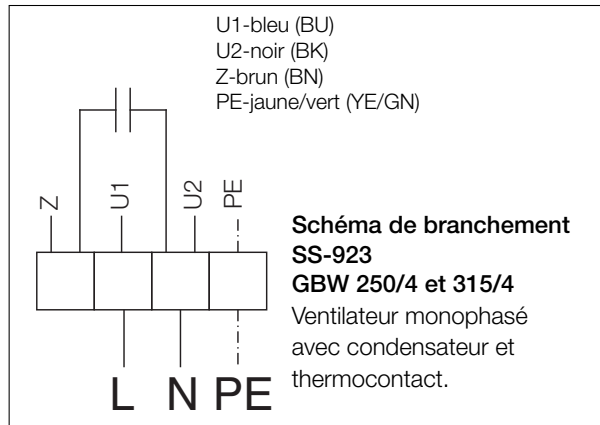 U1-bleu (BU)
U2-noir (BK)
Z-brun (BN)
PE-jaune/vert (YE/GN)
Z U1 U2 PE
Schéma de branchement
SS-923
GBW 250/4 et 315/4
Ventilateur monophasé
avec condensateur et
thermocontact.
L N PE